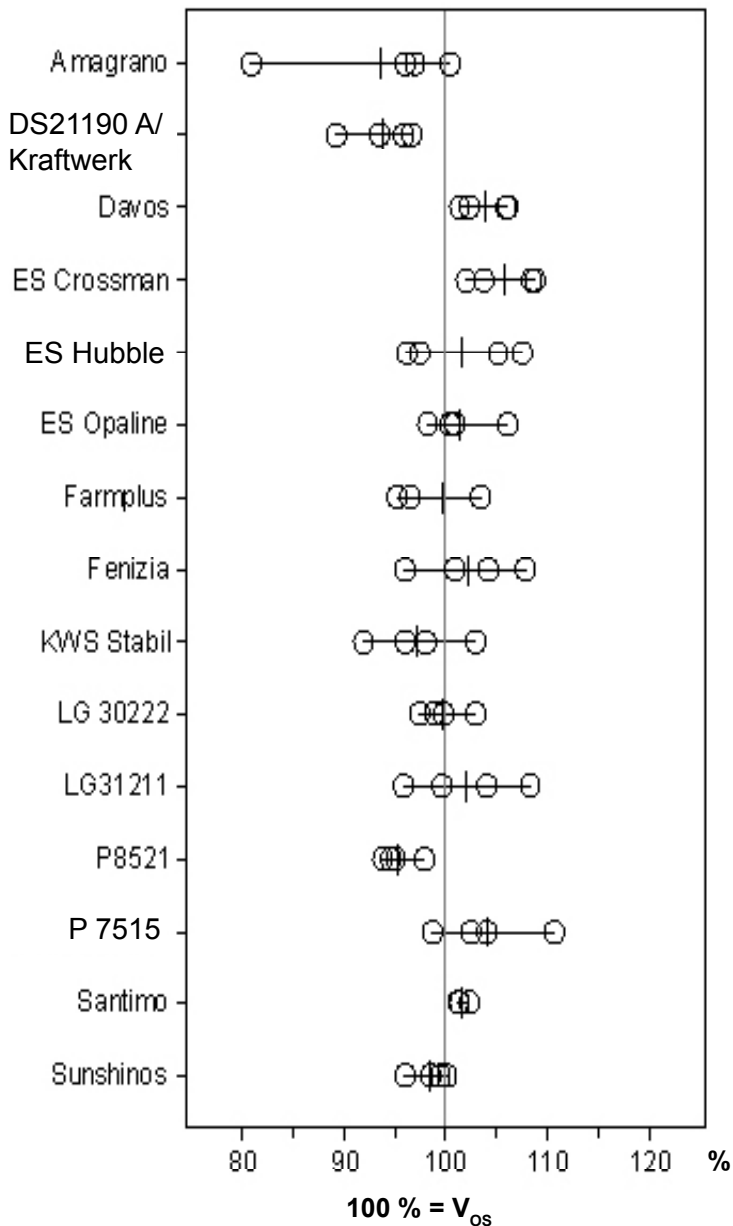 Amagrano
DS21190 A/
Kraftwerk
Davos
ES Crossman
ES Hubble
ES Opaline
Farmplus
Fenizia
KWS Stabil
LG 30222
LG31211
P8521
P 7515
Santimo
Sunshinos
80 90 100 110 120 %
100 % = Vos